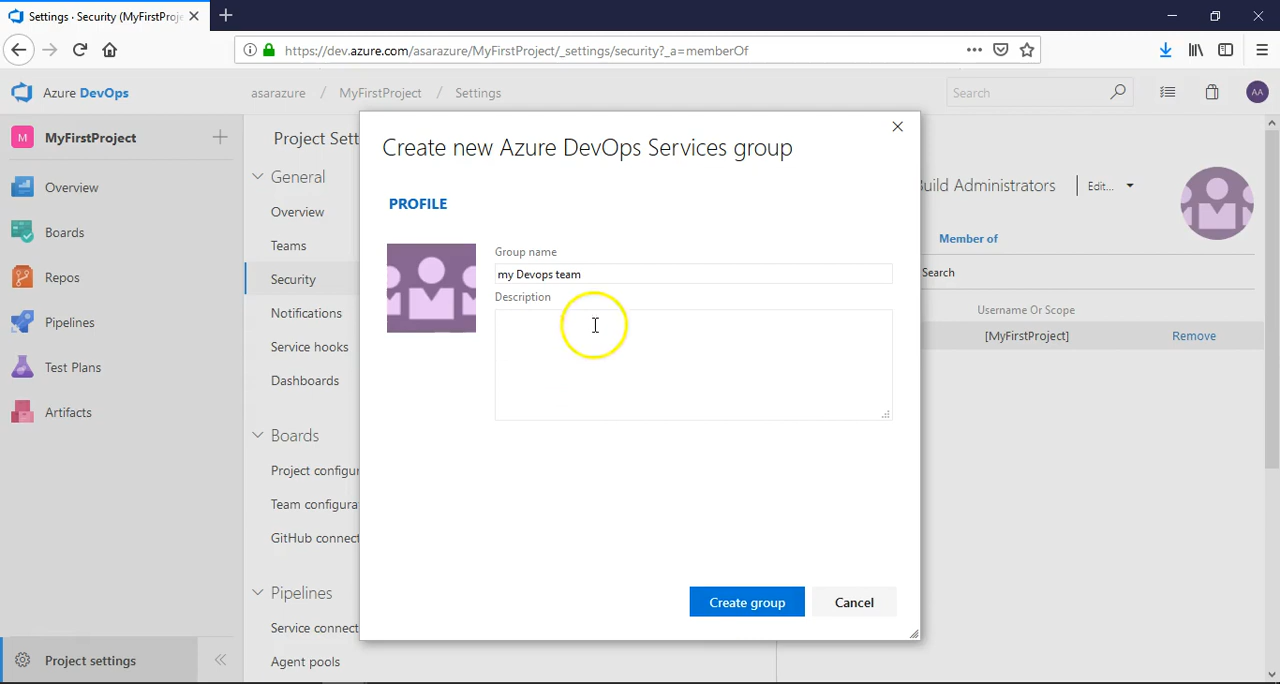 Settings · Security (MyFirstProje
https://dev.azure.com/asarazure/MyFirstProject/_settings/security?_a=memberOf
Azure DevOps
asarazure / MyFirstProject / Settings
Search
AA
M MyFirstProject
Overview
Boards
Repos
Pipelines
Test Plans
Artifacts
Project settings
Project Sett
General
Overview
Teams
Security
Notifications
Service hooks
Dashboards
Boards
Project configu
Team configura
GitHub connect
Pipelines
Service connect
Agent pools
Create new Azure DevOps Services group
PROFILE
Group name
my Devops team
Description
Create group
Cancel
uild Administrators
Edit...
Member of
Search
Username Or Scope
[MyFirstProject]
Remove